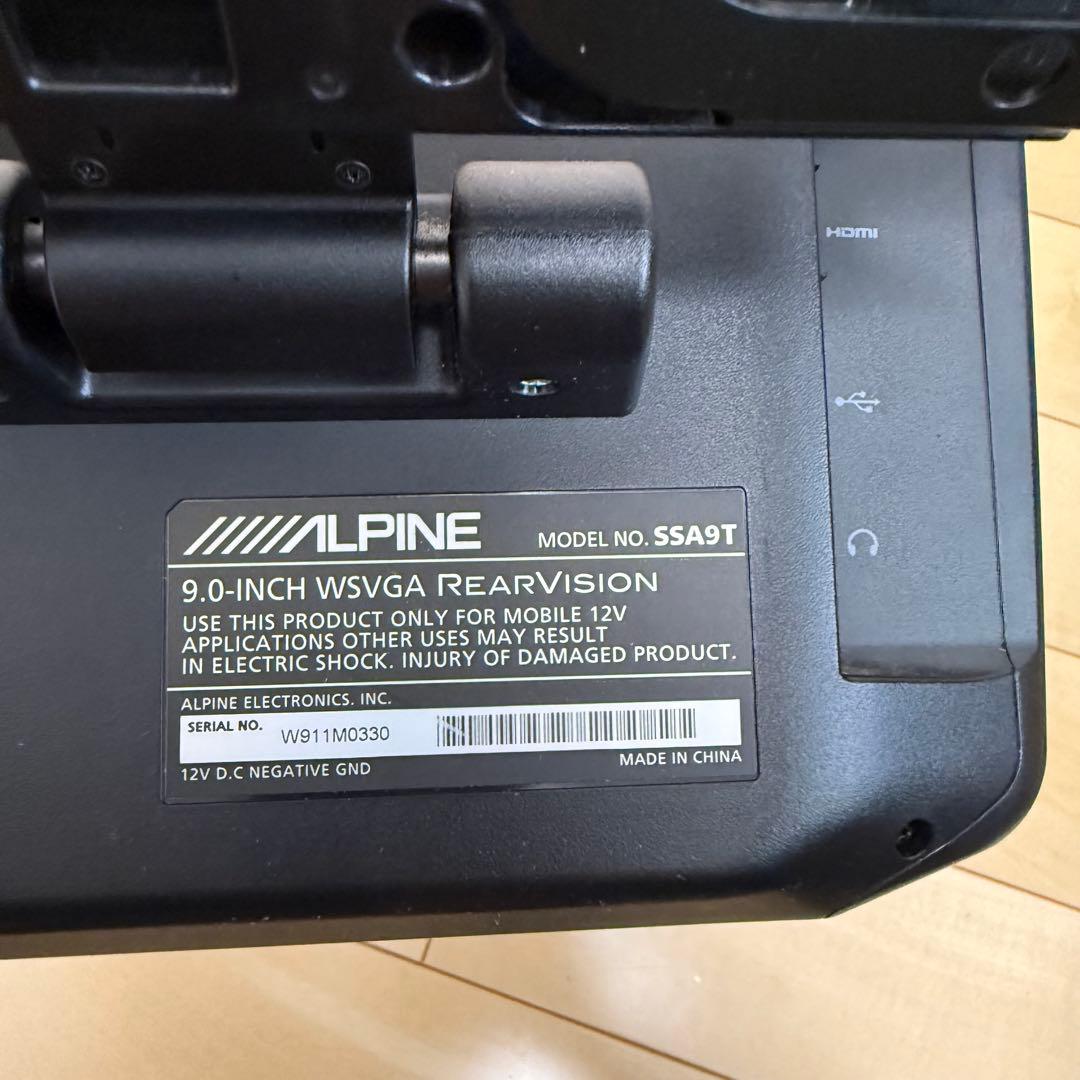 HDMI
ALPINE MODEL NO. SSA9T
9.0-INCH WSVGA REARVISION
USE THIS PRODUCT ONLY FOR MOBILE 12V
APPLICATIONS OTHER USES MAY RESULT
IN ELECTRIC SHOCK. INJURY OF DAMAGED PRODUCT.
ALPINE ELECTRONICS. INC.
SERIAL NO. W911M0330
12V D.C NEGATIVE GND MADE IN CHINA